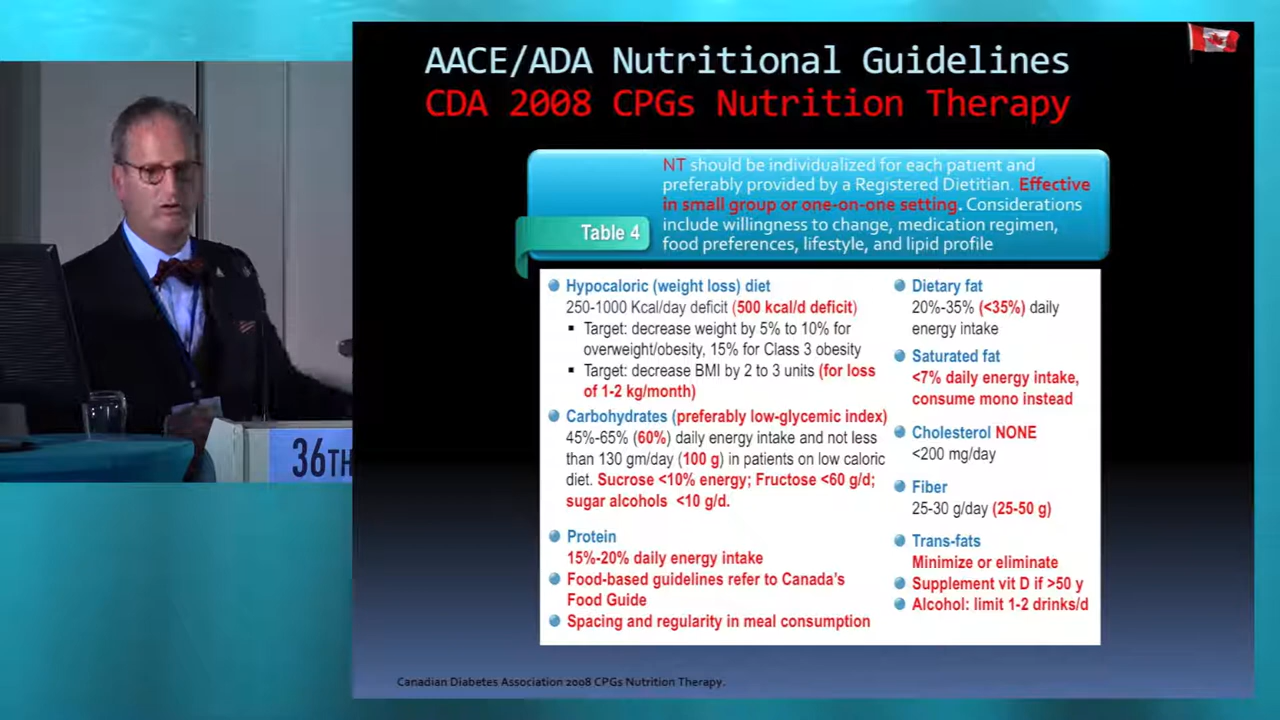 AACE/ADA Nutritional Guidelines
CDA 2008 CPGs Nutrition Therapy
NT should be individualized for each patient and
preferably provided by a Registered Dietitian. Effective
in small group or one-on-one setting. Considerations
include willingness to change, medication regimen,
food preferences, lifestyle, and lipid profile
Table 4
Hypocaloric (weight loss) diet
250-1000 Kcal/day deficit (500 kcal/d deficit)
Target: decrease weight by 5% to 10% for
overweight/obesity, 15% for Class 3 obesity
Target: decrease BMI by 2 to 3 units (for loss
of 1-2 kg/month)
Carbohydrates (preferably low-glycemic index)
45%-65% (60%) daily energy intake and not less
than 130 gm/day (100 g) in patients on low caloric
diet. Sucrose <10% energy; Fructose <60 g/d;
sugar alcohols <10 g/d.
Protein
15%-20% daily energy intake
Food-based guidelines refer to Canada's
Food Guide
Spacing and regularity in meal consumption
Dietary fat
20%-35% (<35%) daily
energy intake
Saturated fat
<7% daily energy intake,
consume mono instead
Cholesterol NONE
<200 mg/day
Fiber
25-30 g/day (25-50 g)
Trans-fats
Minimize or eliminate
Supplement vit D if >50 y
Alcohol: limit 1-2 drinks/d
Canadian Diabetes Association 2008 CPGs Nutrition Therapy.
36TH